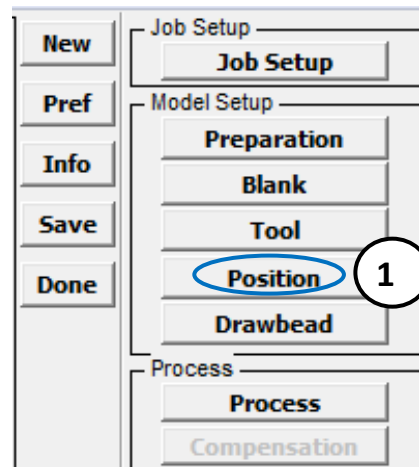 New
Pref
Info
Save
Done
Job Setup
Job Setup
Model Setup
Preparation
Blank
Tool
Position
1
Drawbead
Process
Process
Compensation